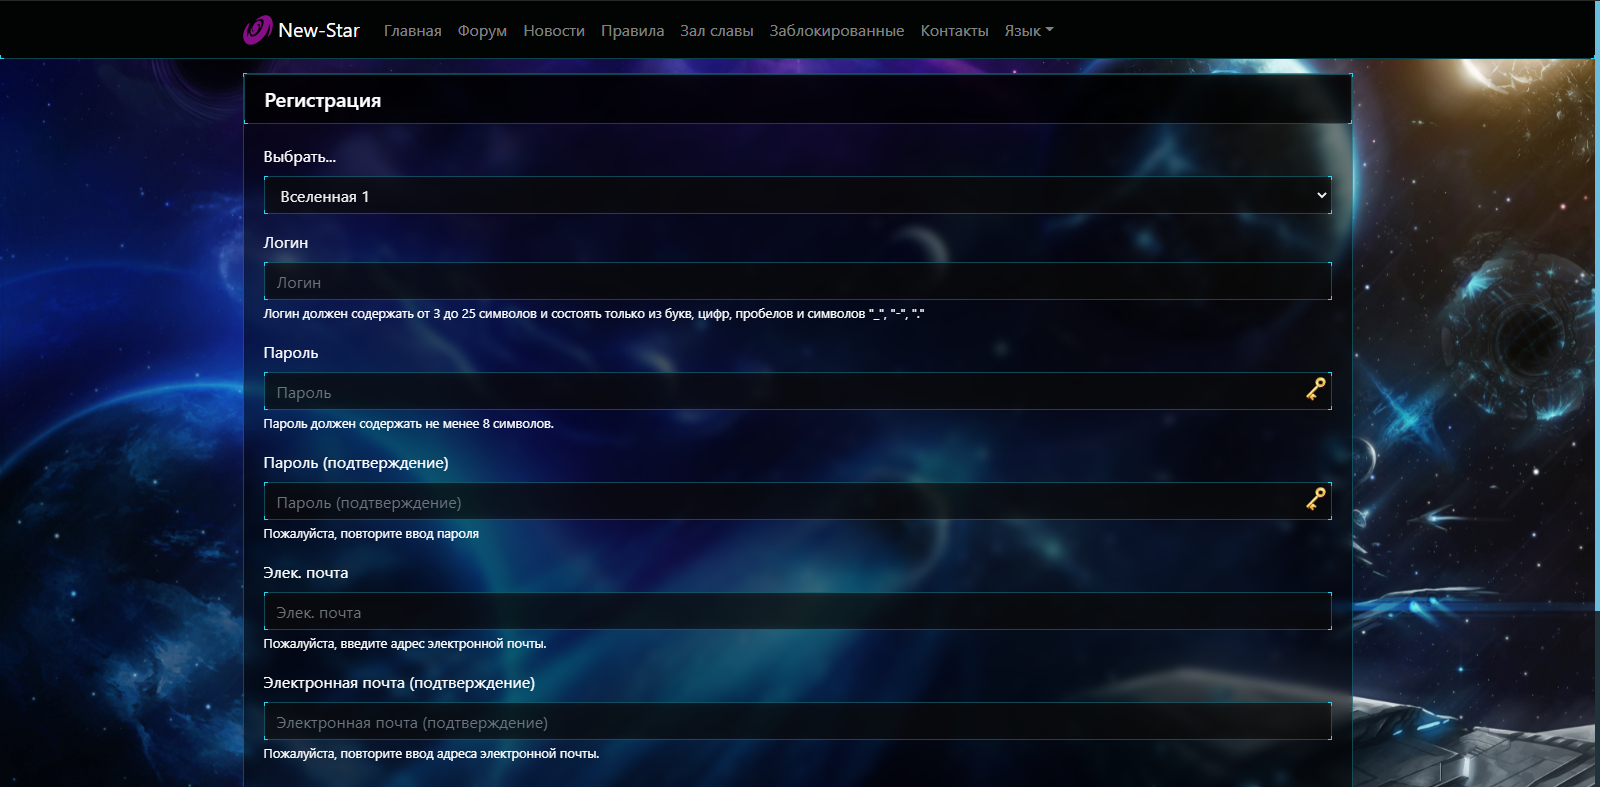 New-Star Главная Форум Новости Правила Зал славы Заблокированные Контакты Язык
Регистрация
Выбрать...
Вселенная 1
Логин
Логин
Логин должен содержать от 3 до 25 символов и состоять только из букв, цифр, пробелов и символов "_", "-", "."
Пароль
Пароль
Пароль должен содержать не менее 8 символов.
Пароль (подтверждение)
Пароль (подтверждение)
Пожалуйста, повторите ввод пароля
Элек. почта
Элек. почта
Пожалуйста, введите адрес электронной почты.
Электронная почта (подтверждение)
Электронная почта (подтверждение)
Пожалуйста, повторите ввод адреса электронной почты.